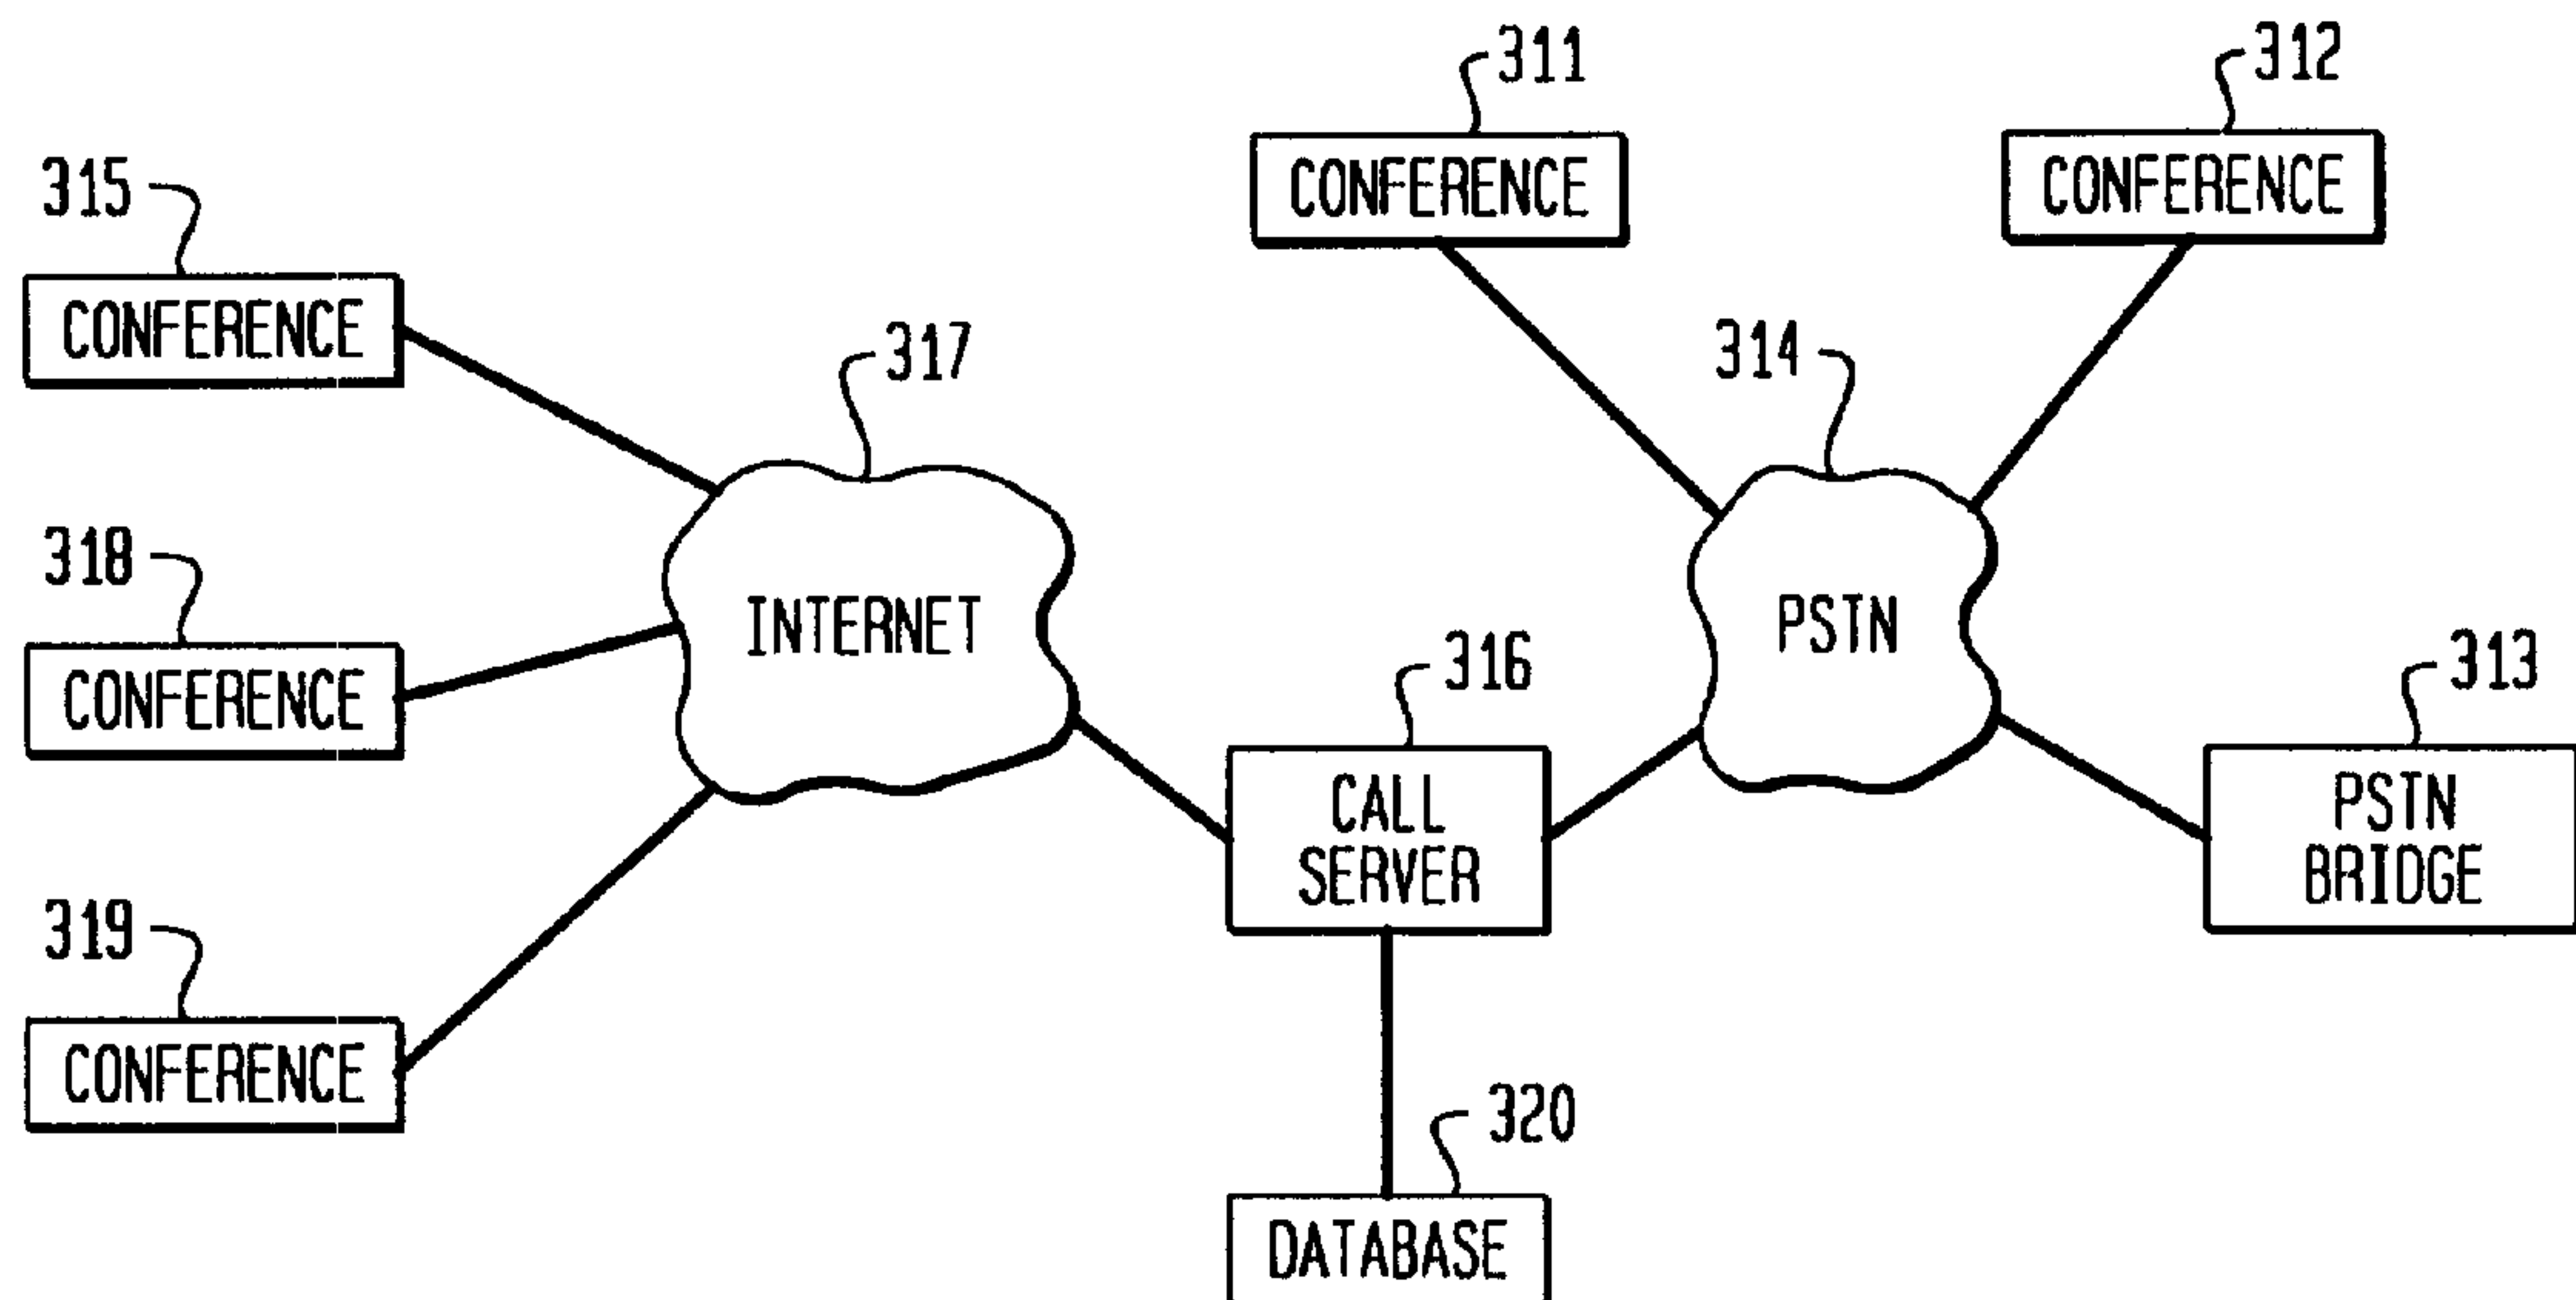 311
312
CONFERENCE
CONFERENCE
315
CONFERENCE
317
314
318
INTERNET
PSTN
316
313
CONFERENCE
CALL
SERVER
PSTN
BRIDGE
319
CONFERENCE
320
DATABASE